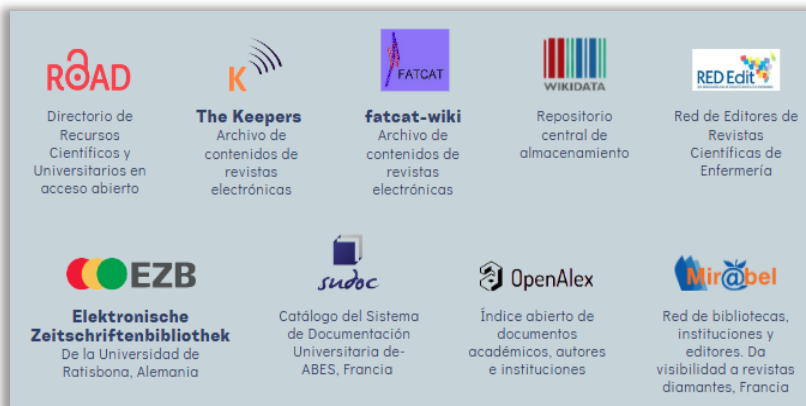 ROAD
Directorio de
Recursos
Científicos y
Universitarios en
acceso abierto
K
The Keepers
Archivo de
contenidos de
revistas
electrónicas
FATCAT
fatcat-wiki
Archivo de
contenidos de
revistas
electrónicas
WIKIDATA
Repositorio
central de
almacenamiento
RED Edit
Red de Editores de
Revistas
Científicas de
Enfermería
EZB
Elektronische
Zeitschriftenbibliothek
De la Universidad de
Ratisbona, Alemania
sudoc
Catálogo del Sistema
de Documentación
Universitaria de-
ABES, Francia
OpenAlex
Índice abierto de
documentos
académicos, autores
e instituciones
Mir@bel
Red de bibliotecas,
instituciones y
editores. Da
visibilidad a revistas
diamantes, Francia